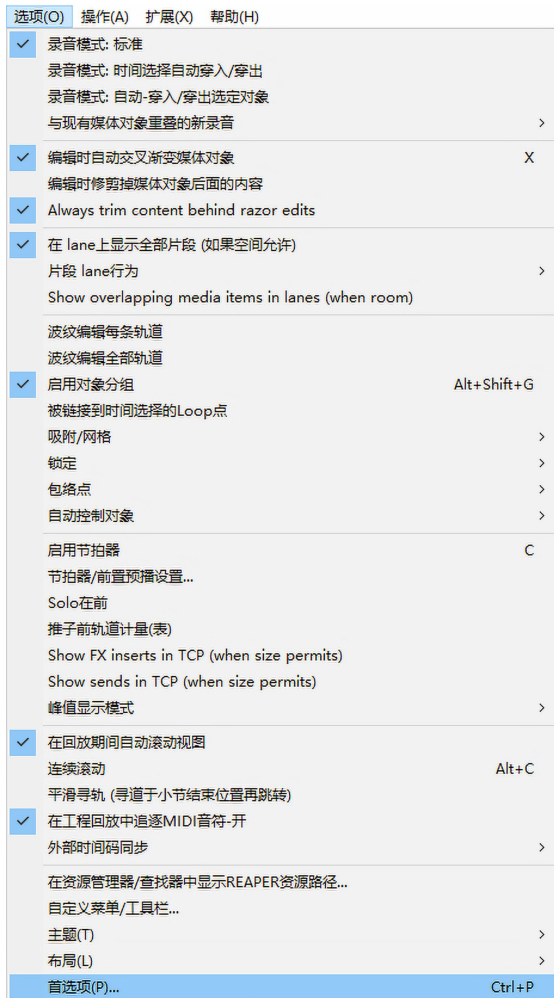 选项(O) 操作(A) 扩展(X) 帮助(H)
录音模式: 标准
录音模式: 时间选择自动穿入/穿出
录音模式: 自动-穿入/穿出选定对象
与现有媒体对象重叠的新录音
编辑时自动交叉渐变媒体对象 X
编辑时修剪掉媒体对象后面的内容
Always trim content behind razor edits
在 lane上显示全部片段 (如果空间允许)
片段 lane行为
Show overlapping media items in lanes (when room)
波纹编辑每条轨道
波纹编辑全部轨道
启用对象分组 Alt+Shift+G
被链接到时间选择的Loop点
吸附/网格
锁定
包络点
自动控制对象
启用节拍器 C
节拍器/前置预播设置...
Solo在前
推子前轨道计量(表)
Show FX inserts in TCP (when size permits)
Show sends in TCP (when size permits)
峰值显示模式
在回放期间自动滚动视图
连续滚动 Alt+C
平滑寻轨 (寻道于小节结束位置再跳转)
在工程回放中追逐MIDI音符-开
外部时间码同步
在资源管理器/查找器中显示REAPER资源路径...
自定义菜单/工具栏...
主题(T)
布局(L)
首选项(P)... Ctrl+P